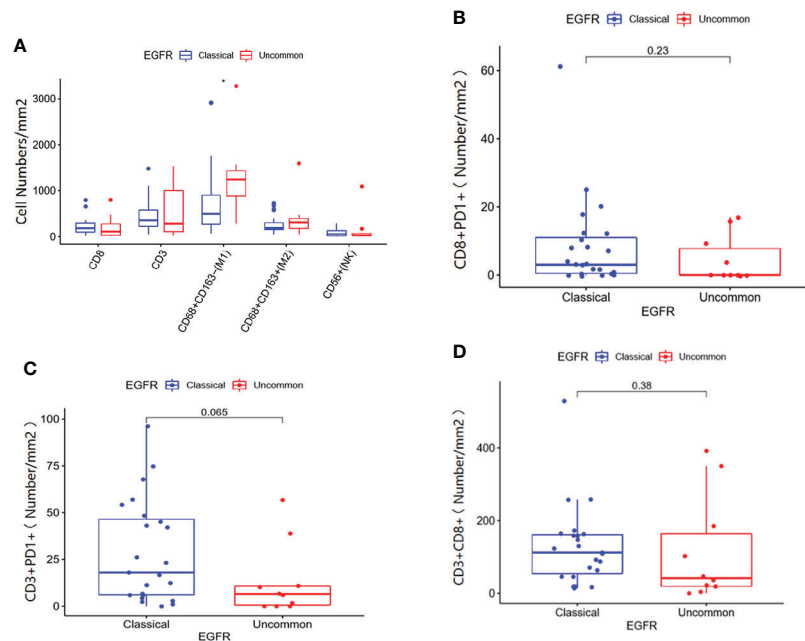 A
EGFR Classical Uncommon
Cell Numbers/mm2
3000
2000
1000
0
*
CD8
CD3
CD68+CD163-(M1)
CD68+CD163+(M2)
CD56+(NK)
B
EGFR Classical Uncommon
CD8+PD1+（Number/mm2）
60
40
20
0
0.23
Classical Uncommon
EGFR
C
EGFR Classical Uncommon
CD3+PD1+（Number/mm2）
100
75
50
25
0
0.065
Classical Uncommon
EGFR
D
EGFR Classical Uncommon
CD3+CD8+（Number/mm2）
400
200
0
0.38
Classical Uncommon
EGFR